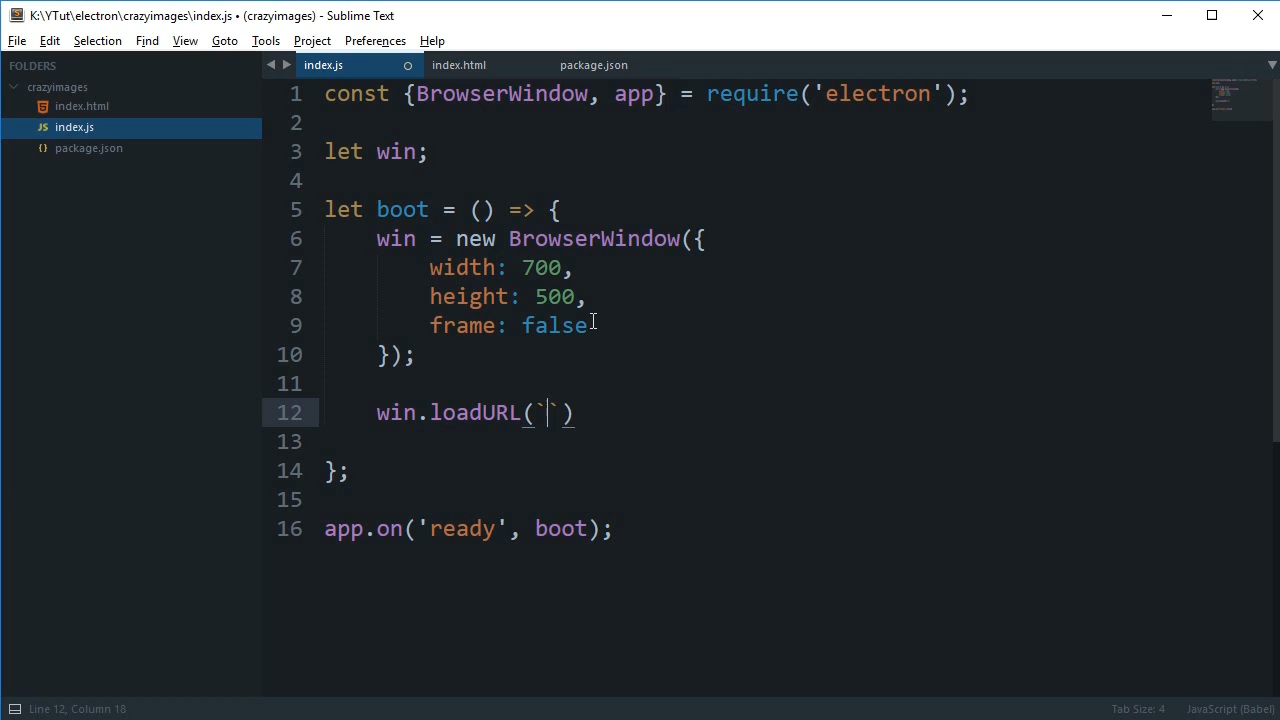 K:\YTut\electron\crazyimages\index.js • (crazyimages) - Sublime Text
File Edit Selection Find View Goto Tools Project Preferences Help
FOLDERS
crazyimages
index.html
JS index.js
{} package.json
index.js index.html package.json
1 const {BrowserWindow, app} = require('electron');
2
3 let win;
4
5 let boot = () => {
6 win = new BrowserWindow({
7 width: 700,
8 height: 500,
9 frame: false
10 });
11
12 win.loadURL(``)
13
14 };
15
16 app.on('ready', boot);
Line 12, Column 18
Tab Size: 4 JavaScript (Babel)